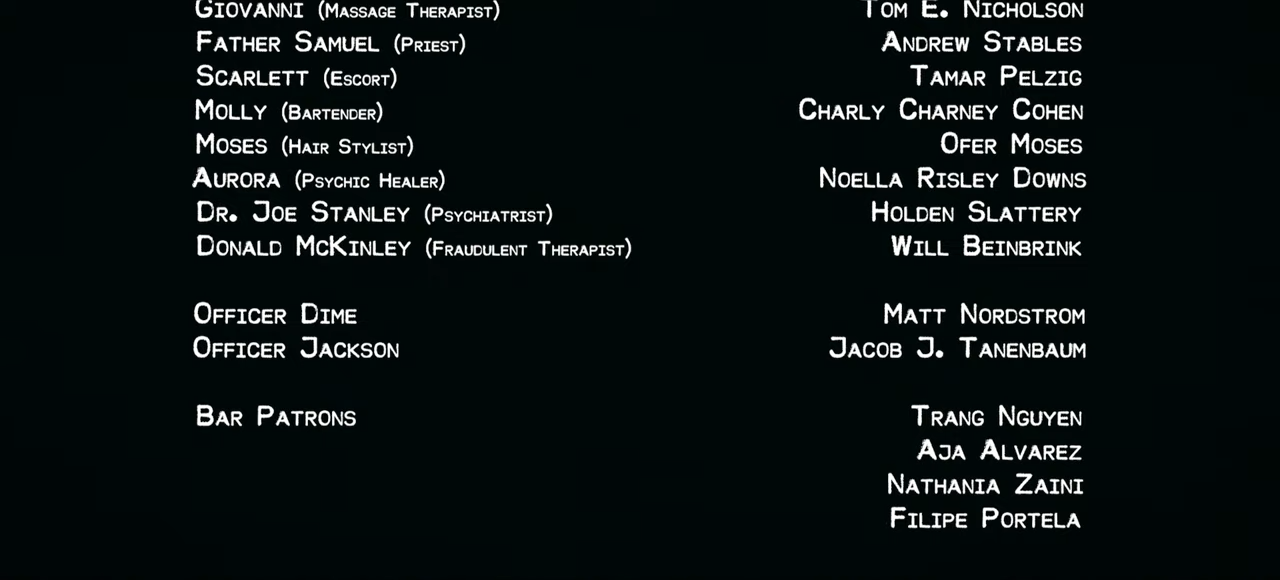 Giovanni (Massage Therapist) Tom E. Nicholson
Father Samuel (Priest) Andrew Stables
Scarlett (Escort) Tamar Pelzig
Molly (Bartender) Charly Charney Cohen
Moses (Hair Stylist) Ofer Moses
Aurora (Psychic Healer) Noella Risley Downs
Dr. Joe Stanley (Psychiatrist) Holden Slattery
Donald McKinley (Fraudulent Therapist) Will Beinbrink
Officer Dime Matt Nordstrom
Officer Jackson Jacob J. Tanenbaum
Bar Patrons Trang Nguyen
Aja Alvarez
Nathania Zaini
Filipe Portela